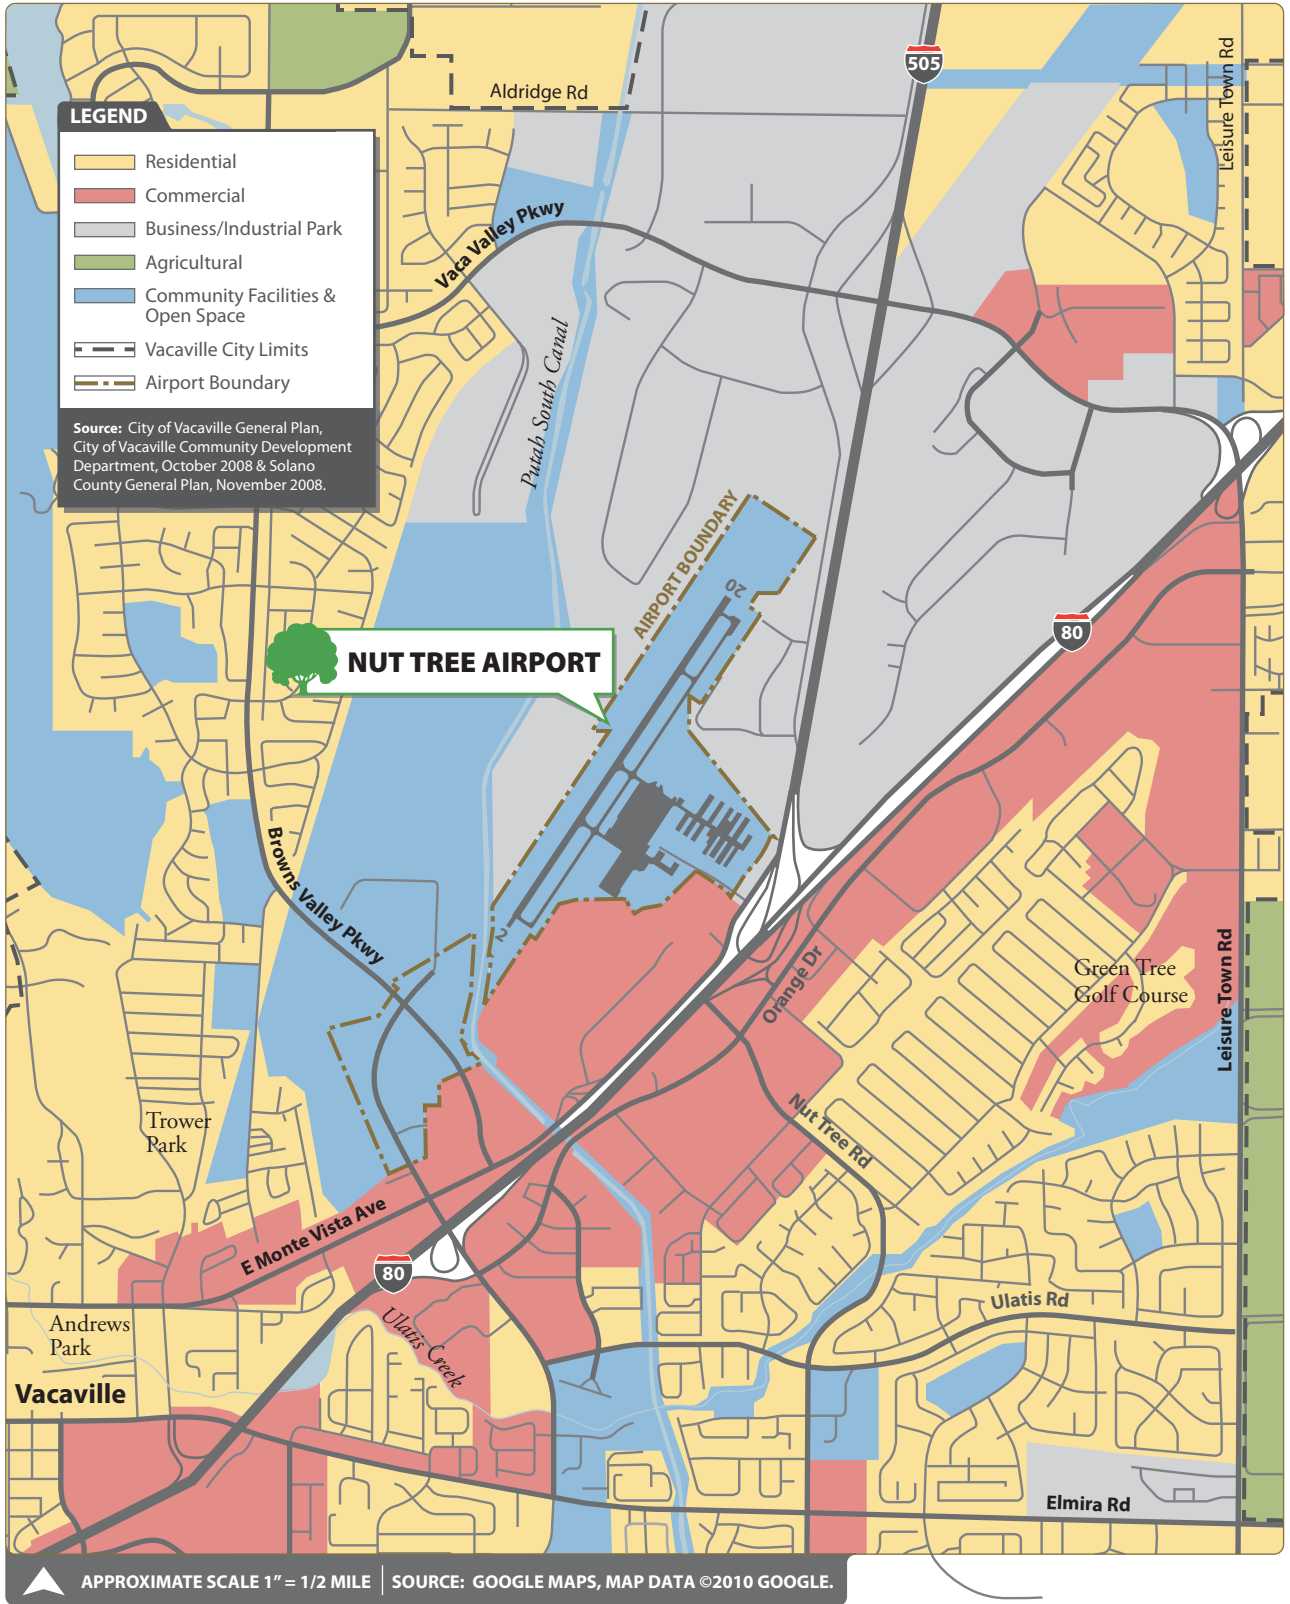 505
Leisure Town Rd
Aldridge Rd
LEGEND
Residential
Commercial
Business/Industrial Park
Agricultural
Community Facilities &
Open Space
Vacaville City Limits
Airport Boundary
Source: City of Vacaville General Plan,
City of Vacaville Community Development
Department, October 2008 & Solano
County General Plan, November 2008.
Vaca Valley Pkwy
Putah South Canal
AIRPORT BOUNDARY
20
80
NUT TREE AIRPORT
Browns Valley Pkwy
2
Orange Dr
Green Tree
Golf Course
Leisure Town Rd
Trower
Park
Nut Tree Rd
E Monte Vista Ave
80
Ulatis Rd
Andrews
Park
Ulatis Creek
Vacaville
Elmira Rd
APPROXIMATE SCALE 1” = 1/2 MILE
SOURCE: GOOGLE MAPS, MAP DATA ©2010 GOOGLE.